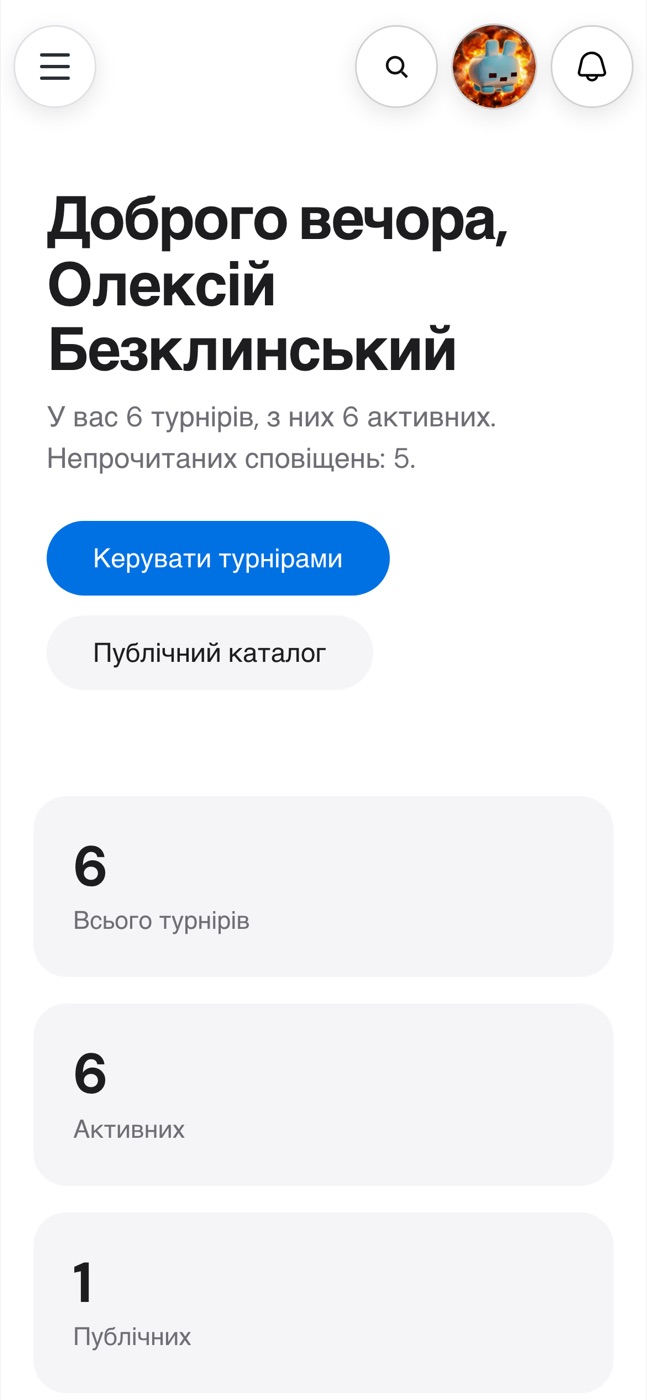 Доброго вечора,
Олексій
Безклинський
У вас 6 турнірів, з них 6 активних.
Непрочитаних сповіщень: 5.
Керувати турнірами
Публічний каталог
6
Всього турнірів
6
Активних
1
Публічних